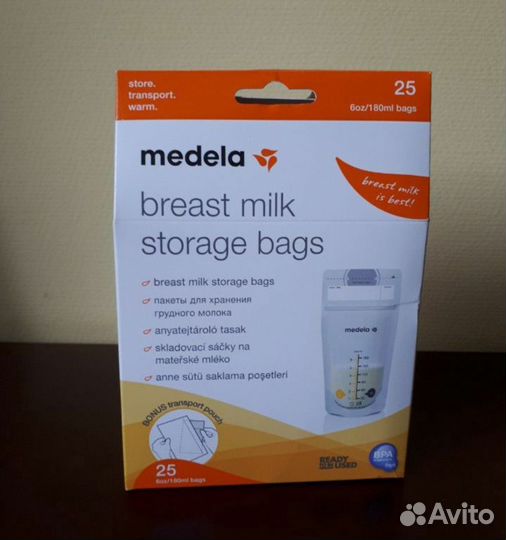 store.
transport.
warm.
25
6oz/180ml bags
medela
breast milk
is best!
breast milk
storage bags
breast milk storage bags
пакеты для хранения
грудного молока
anyatejtároló tasak
skladovací sáčky na
mateřské mléko
anne sütü saklama poşetleri
medela
BONUS transport pouch
25
6oz/180ml bags
READY
USED
BPA
Avito